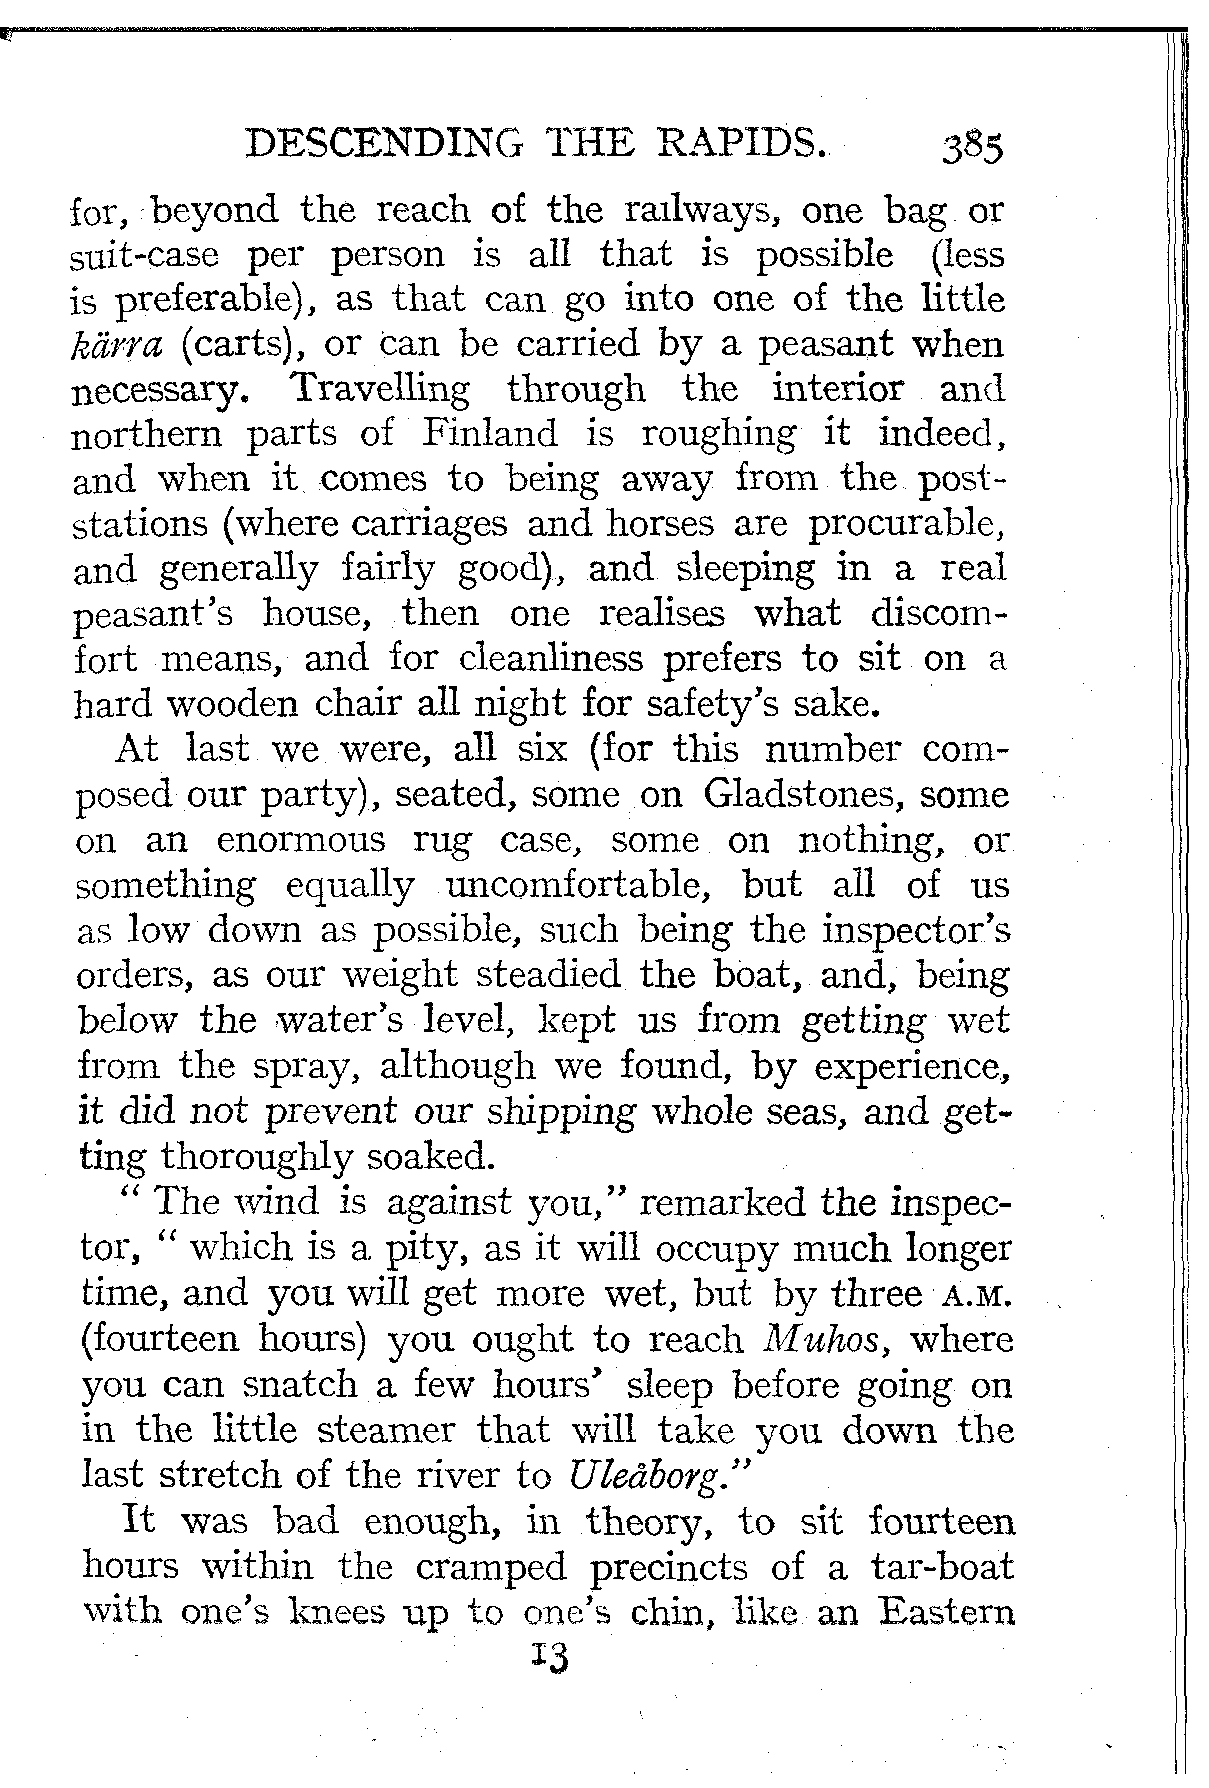 DESCENDING THE RAPIDS. 385
for, beyond the reach of the railways, one bag or
suit-case per person is all that is possible (less
is preferable), as that can go into one of the little
kärra (carts), or can be carried by a peasant when
necessary. Travelling through the interior and
northern parts of Finland is roughing it indeed,
and when it comes to being away from the post-
stations (where carriages and horses are procurable,
and generally fairly good), and sleeping in a real
peasant's house, then one realises what discom-
fort means, and for cleanliness prefers to sit on a
hard wooden chair all night for safety's sake.
At last we were, all six (for this number com-
posed our party), seated, some on Gladstones, some
on an enormous rug case, some on nothing, or
something equally uncomfortable, but all of us
as low down as possible, such being the inspector's
orders, as our weight steadied the boat, and, being
below the water's level, kept us from getting wet
from the spray, although we found, by experience,
it did not prevent our shipping whole seas, and get-
ting thoroughly soaked.
“ The wind is against you,” remarked the inspec-
tor, “ which is a pity, as it will occupy much longer
time, and you will get more wet, but by three A.M.
(fourteen hours) you ought to reach Muhos, where
you can snatch a few hours’ sleep before going on
in the little steamer that will take you down the
last stretch of the river to Uleåborg.”
It was bad enough, in theory, to sit fourteen
hours within the cramped precincts of a tar-boat
with one's knees up to one's chin, like an Eastern
13